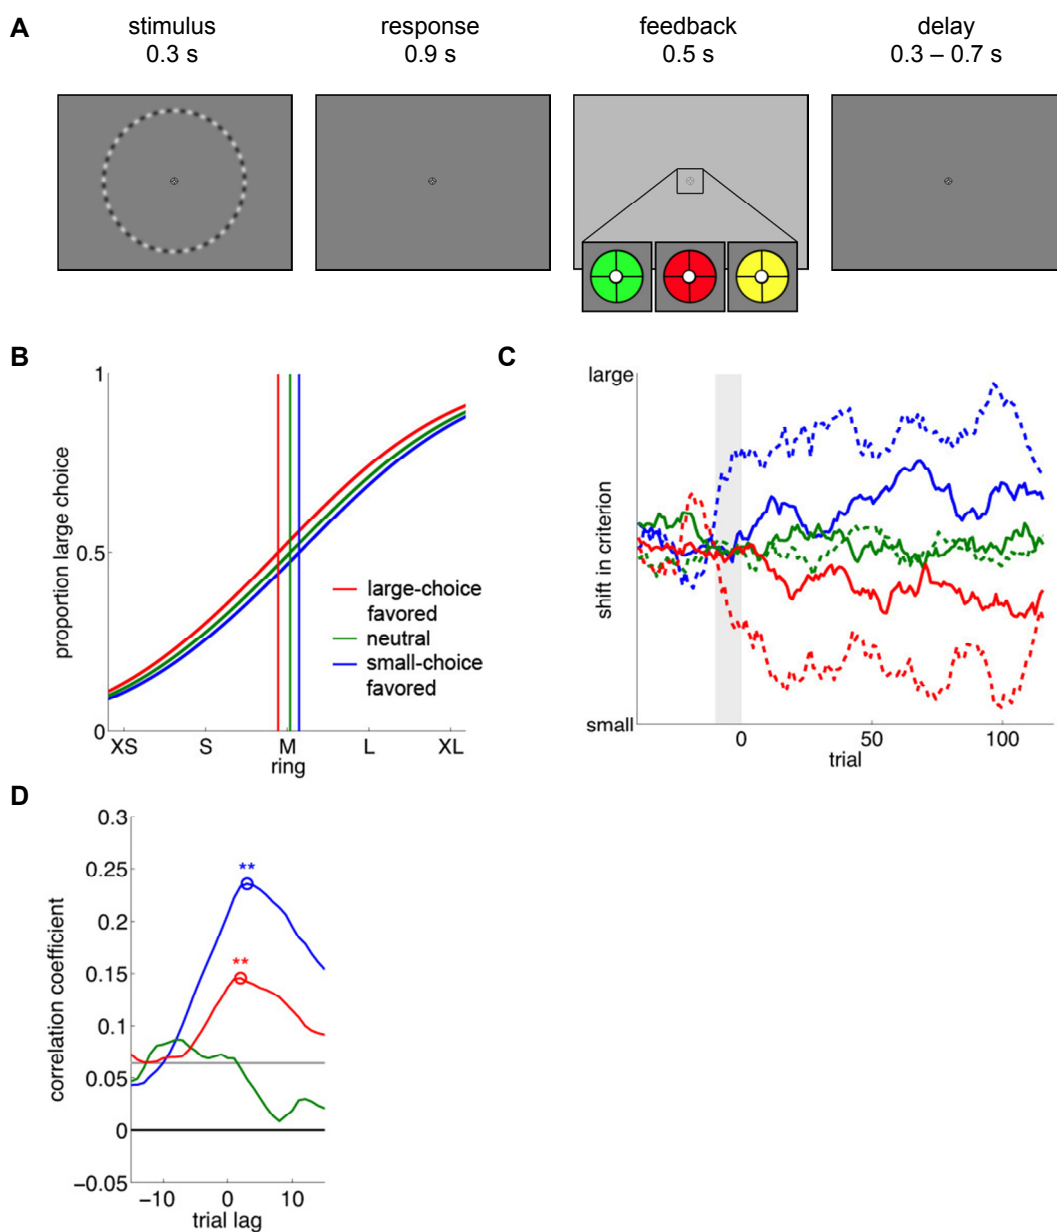 A
stimulus
0.3 s
response
0.9 s
feedback
0.5 s
delay
0.3 – 0.7 s
B
1
0.5
0
proportion large choice
XS
S
M
L
XL
ring
large-choice
favored
neutral
small-choice
favored
C
large
small
shift in criterion
0
50
100
trial
D
0.3
0.25
0.2
0.15
0.1
0.05
0
−0.05
correlation coefficient
**
**
−10
0
10
trial lag